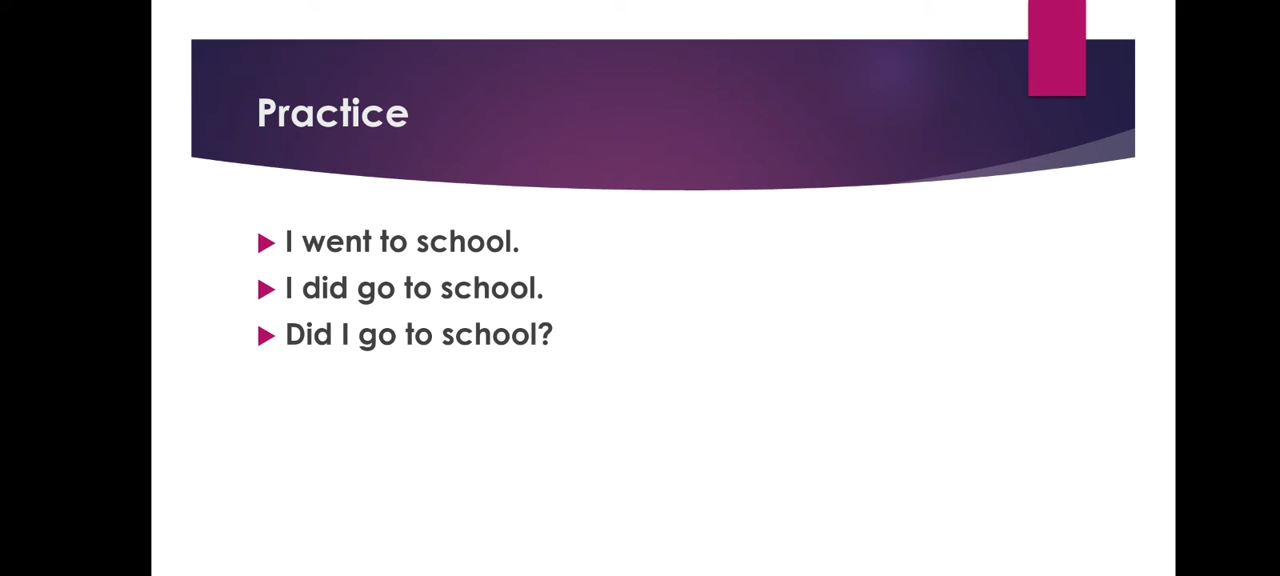 Practice
I went to school.
I did go to school.
Did I go to school?